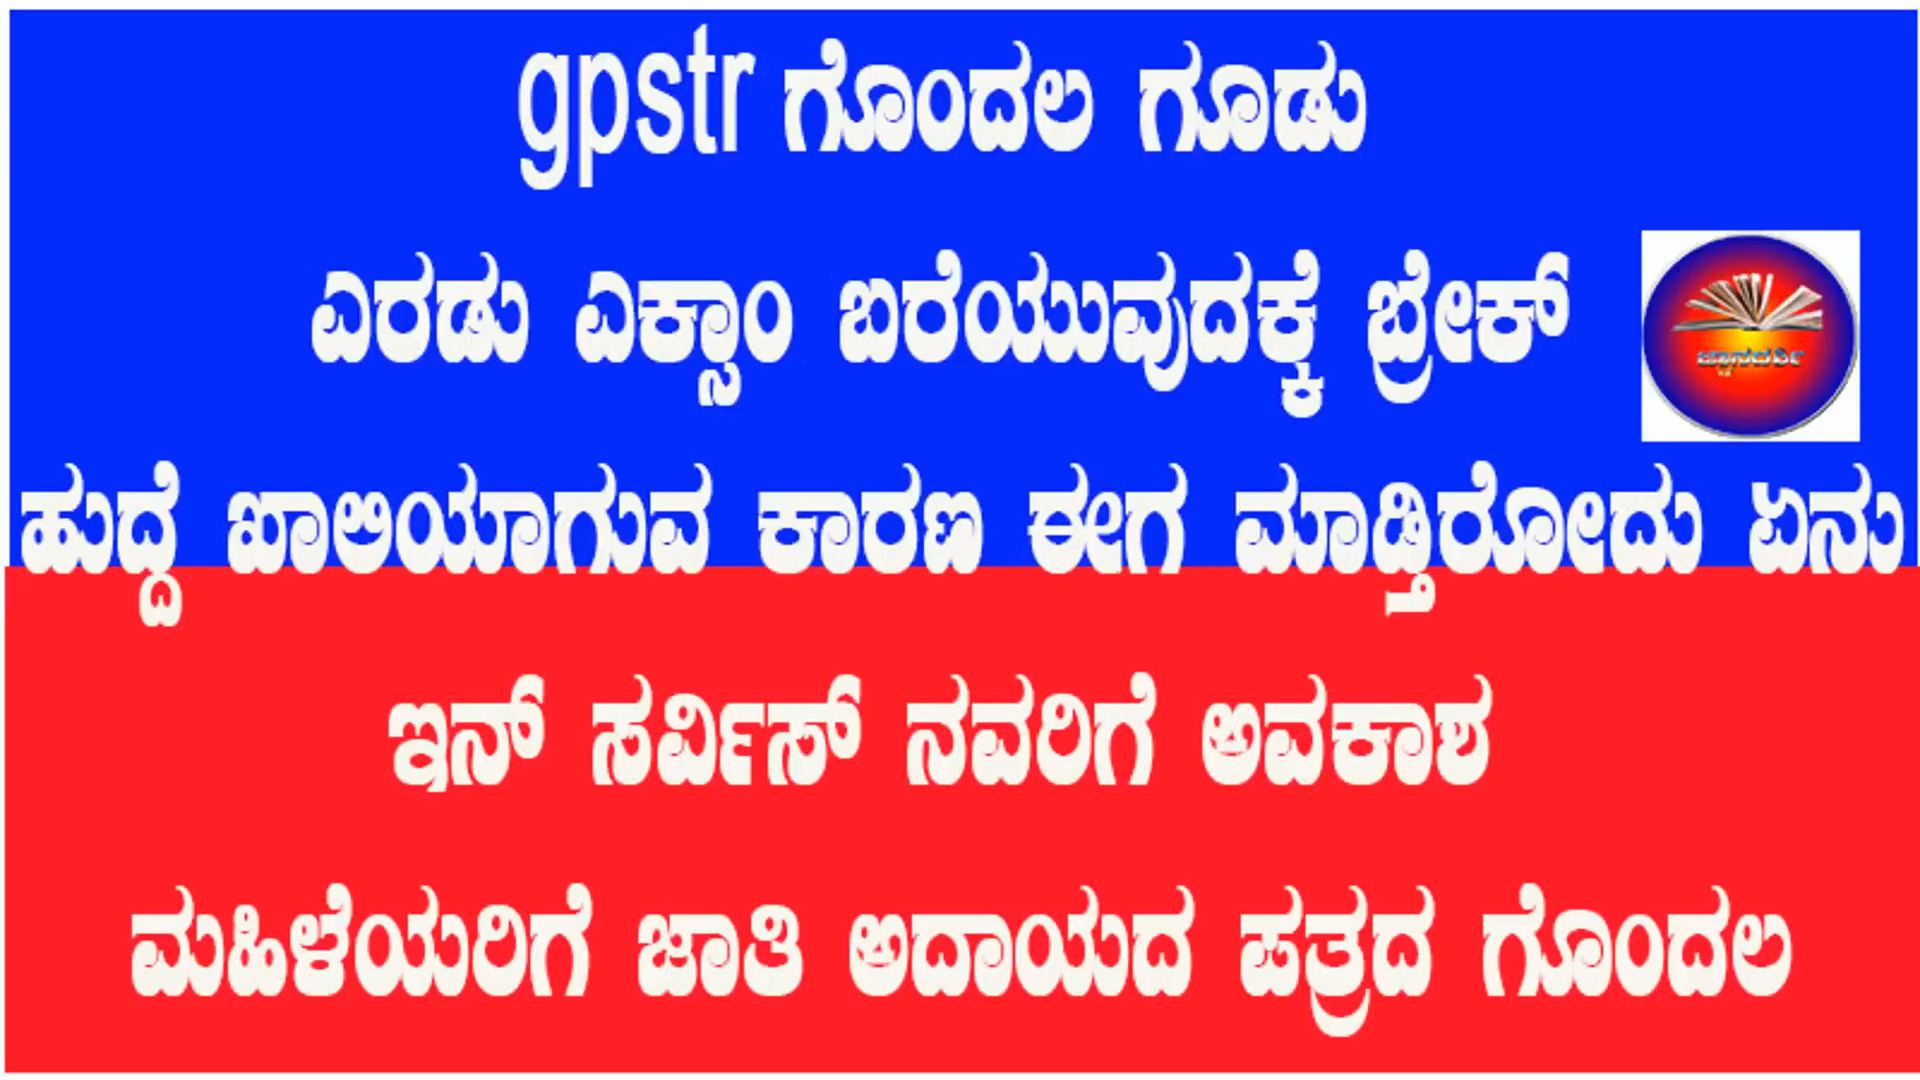 gpstr ಗೊಂದಲ ಗೂಡು
ಎರಡು ಎಕ್ಸಾಂ ಬರೆಯುವುದಕ್ಕೆ ಬ್ರೇಕ್
ಹುದ್ದೆ ಖಾಲಿಯಾಗುವ ಕಾರಣ ಈಗ ಮಾಡ್ತಿರೋದು ಏನು
ಇನ್ ಸರ್ವಿಸ್ ನವರಿಗೆ ಅವಕಾಶ
ಮಹಿಳೆಯರಿಗೆ ಜಾತಿ ಅದಾಯದ ಪತ್ರದ ಗೊಂದಲ